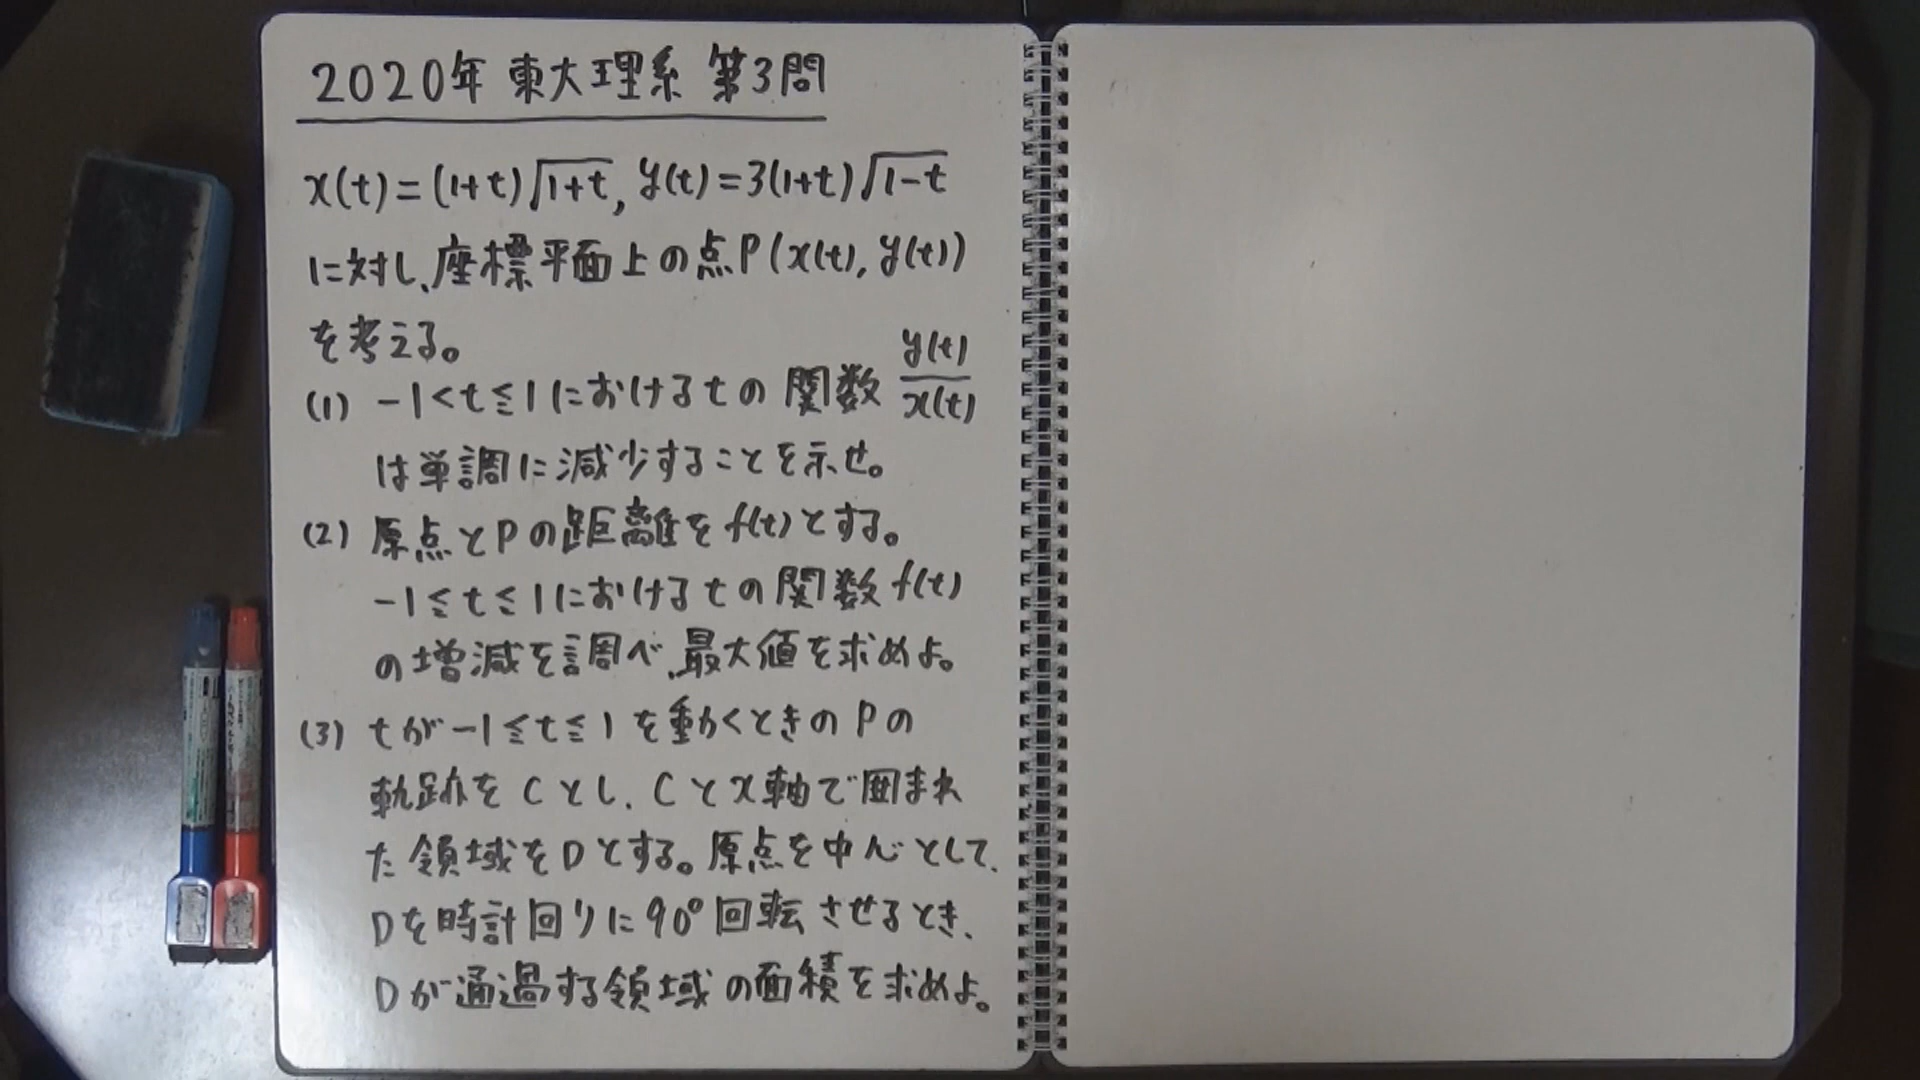 2020年 東大理系 第3問
x(t)=(1+t)√1+t, y(t)=3(1+t)√1-t
に対し、座標平面上の点P(x(t), y(t))
を考える。
(1) -1<t≦1におけるtの関数 y(t)/x(t)
は単調に減少することを示せ。
(2) 原点とPの距離をf(t)とする。
-1≦t≦1におけるtの関数f(t)
の増減を調べ、最大値を求めよ。
(3) tが-1≦t≦1を動くときのPの
軌跡をCとし、Cとx軸で囲まれ
た領域をDとする。原点を中心として、
Dを時計回りに90°回転させるとき、
Dが通過する領域の面積を求めよ。